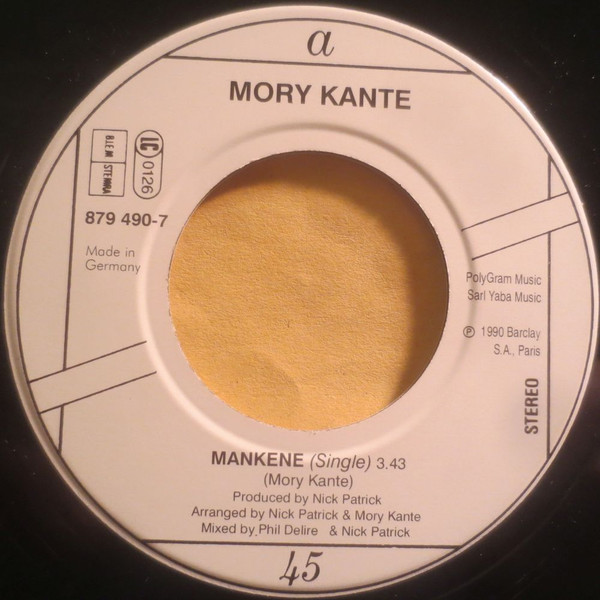 a
MORY KANTE
B.I.E.M
STEMRA
LC
0126
879 490-7
Made in
Germany
PolyGram Music
Sarl Yaba Music
℗ 1990 Barclay
S.A., Paris
STEREO
MANKENE (Single) 3.43
(Mory Kante)
Produced by Nick Patrick
Arranged by Nick Patrick & Mory Kante
Mixed by Phil Delire & Nick Patrick
45